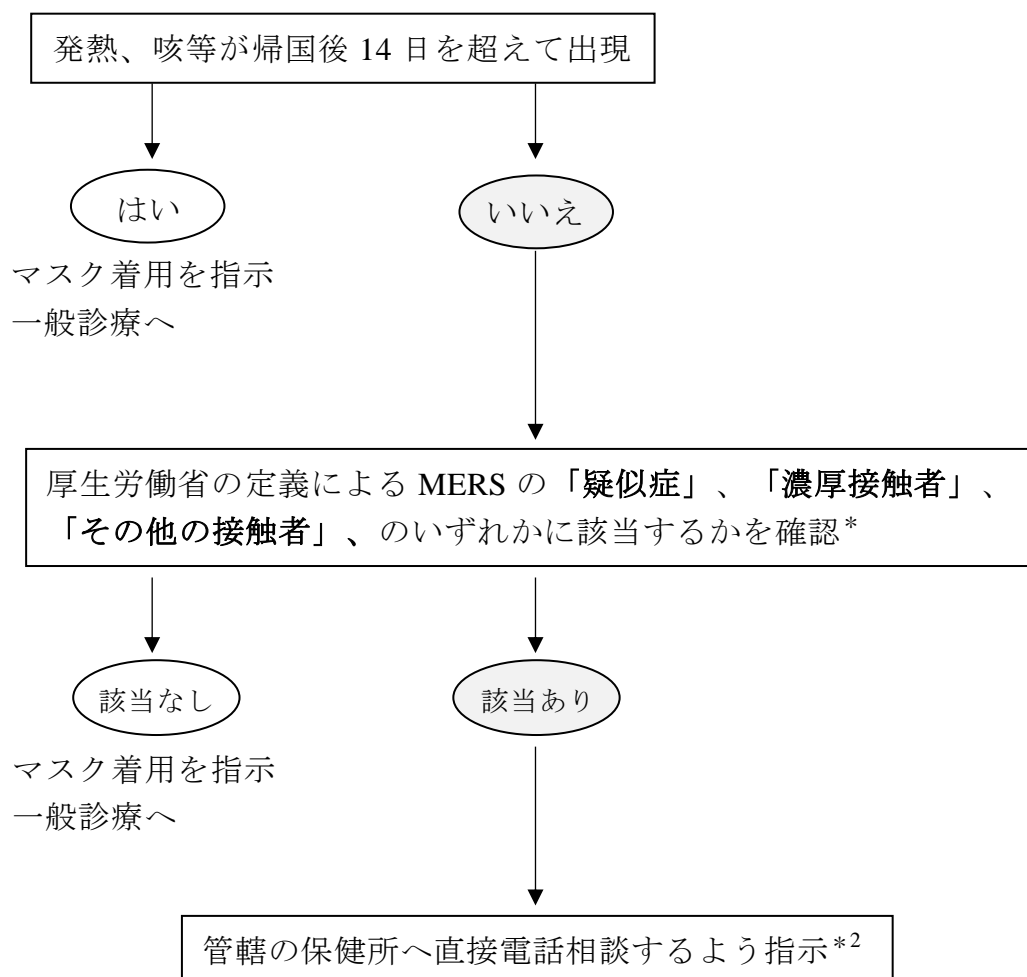 発熱、咳等が帰国後 14 日を超えて出現
はい
いいえ
マスク着用を指示
一般診療へ
厚生労働省の定義による MERS の「疑似症」、「濃厚接触者」、
「その他の接触者」、のいずれかに該当するかを確認*
該当なし
該当あり
マスク着用を指示
一般診療へ
管轄の保健所へ直接電話相談するよう指示*2